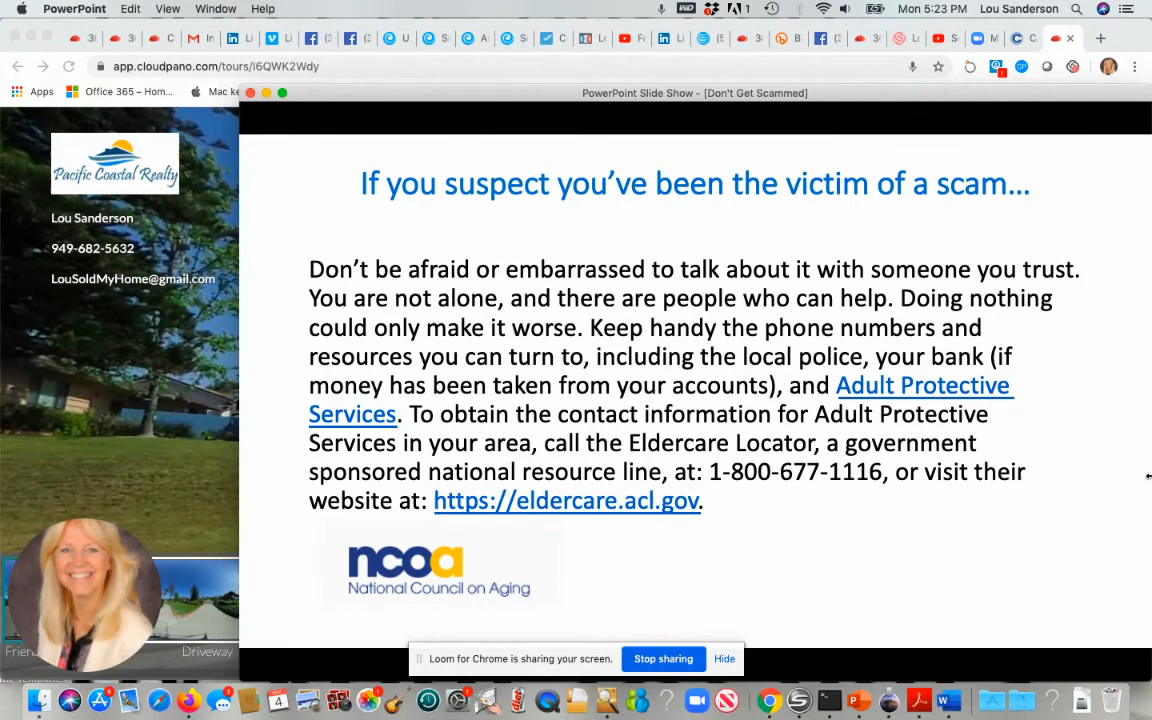 PowerPoint Edit View Window Help
Mon 5:23 PM Lou Sanderson
app.cloudpano.com/tours/I6QWK2Wdy
Apps Office 365 – Hom... Mac ke
PowerPoint Slide Show - [Don't Get Scammed]
Pacific Coastal Realty
Lou Sanderson
949-682-5632
LouSoldMyHome@gmail.com
If you suspect you've been the victim of a scam...
Don't be afraid or embarrassed to talk about it with someone you trust.
You are not alone, and there are people who can help. Doing nothing
could only make it worse. Keep handy the phone numbers and
resources you can turn to, including the local police, your bank (if
money has been taken from your accounts), and Adult Protective
Services. To obtain the contact information for Adult Protective
Services in your area, call the Eldercare Locator, a government
sponsored national resource line, at: 1-800-677-1116, or visit their
website at: https://eldercare.acl.gov.
ncoa
National Council on Aging
Driveway
Loom for Chrome is sharing your screen. Stop sharing Hide